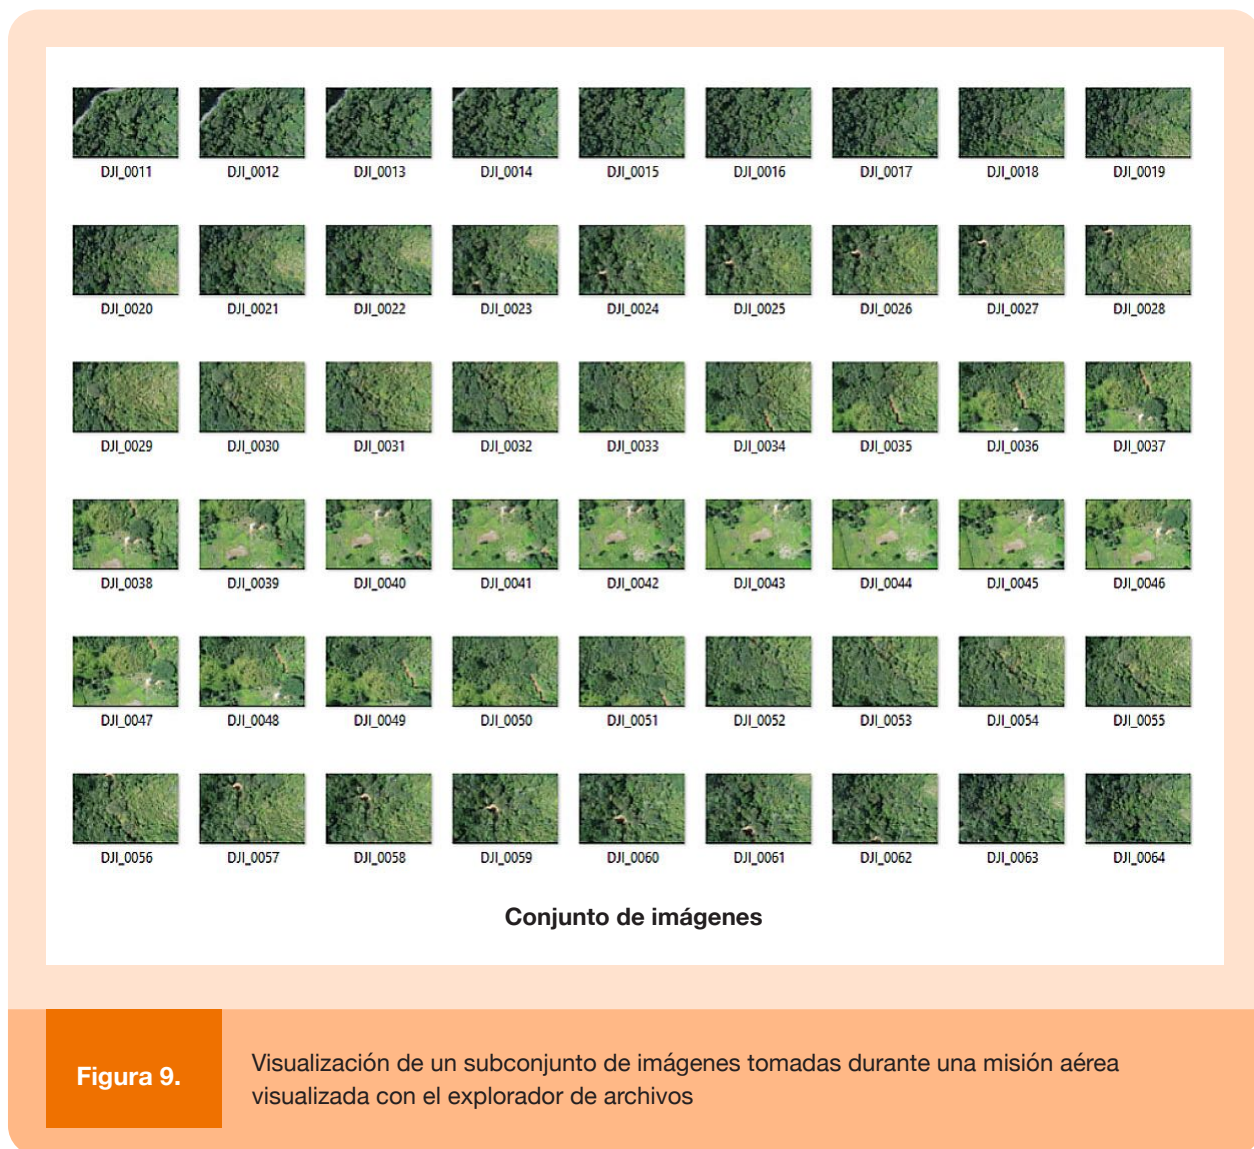 DJI_0011 DJI_0012 DJI_0013 DJI_0014 DJI_0015 DJI_0016 DJI_0017 DJI_0018 DJI_0019
DJI_0020 DJI_0021 DJI_0022 DJI_0023 DJI_0024 DJI_0025 DJI_0026 DJI_0027 DJI_0028
DJI_0029 DJI_0030 DJI_0031 DJI_0032 DJI_0033 DJI_0034 DJI_0035 DJI_0036 DJI_0037
DJI_0038 DJI_0039 DJI_0040 DJI_0041 DJI_0042 DJI_0043 DJI_0044 DJI_0045 DJI_0046
DJI_0047 DJI_0048 DJI_0049 DJI_0050 DJI_0051 DJI_0052 DJI_0053 DJI_0054 DJI_0055
DJI_0056 DJI_0057 DJI_0058 DJI_0059 DJI_0060 DJI_0061 DJI_0062 DJI_0063 DJI_0064
Conjunto de imágenes
Figura 9.
Visualización de un subconjunto de imágenes tomadas durante una misión aérea
visualizada con el explorador de archivos